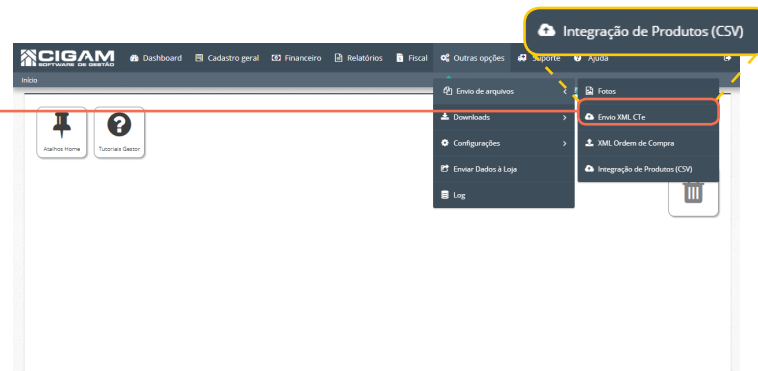 Integração de Produtos (CSV)
CIGAM
SOFTWARE DE GESTÃO
Dashboard
Cadastro geral
Financeiro
Relatórios
Fiscal
Outras opções
Suporte
Ajuda
Início
Envio de arquivos
Downloads
Configurações
Enviar Dados à Loja
Log
Fotos
Envio XML CTe
XML Ordem de Compra
Integração de Produtos (CSV)
Atalhos Home
Tutoriais Gestor